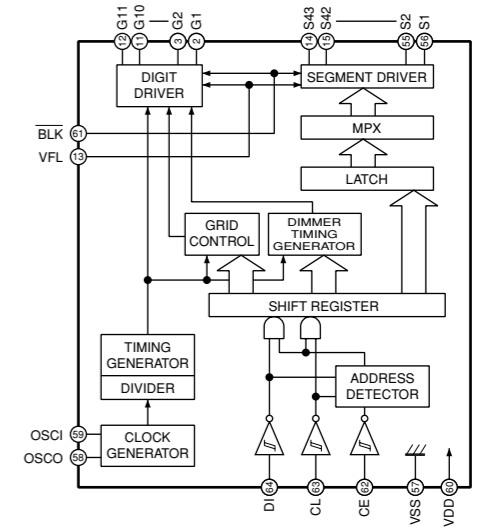 G11 G10 G2 G1 S43 S42 S2 S1
12 11 3 2 14 15 55 56
DIGIT
DRIVER
SEGMENT DRIVER
BLK 61
MPX
VFL 13
LATCH
GRID
CONTROL
DIMMER
TIMING
GENERATOR
SHIFT REGISTER
TIMING
GENERATOR
DIVIDER
ADDRESS
DETECTOR
OSCI 59
CLOCK
GENERATOR
OSCO 58
64 63 62 57 60
DI CL CE VSS VDD